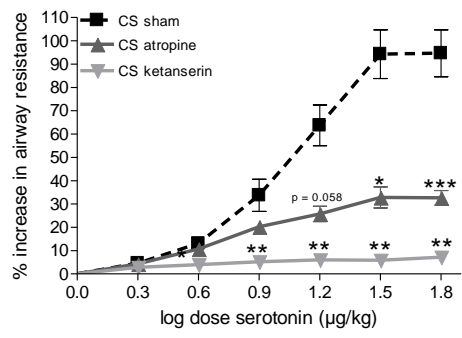 110
100
90
80
70
60
50
40
30
20
10
0
% increase in airway resistance
CS sham
CS atropine
CS ketanserin
p = 0.058
* ***
* ** ** ** **
0.0 0.3 0.6 0.9 1.2 1.5 1.8
log dose serotonin (µg/kg)